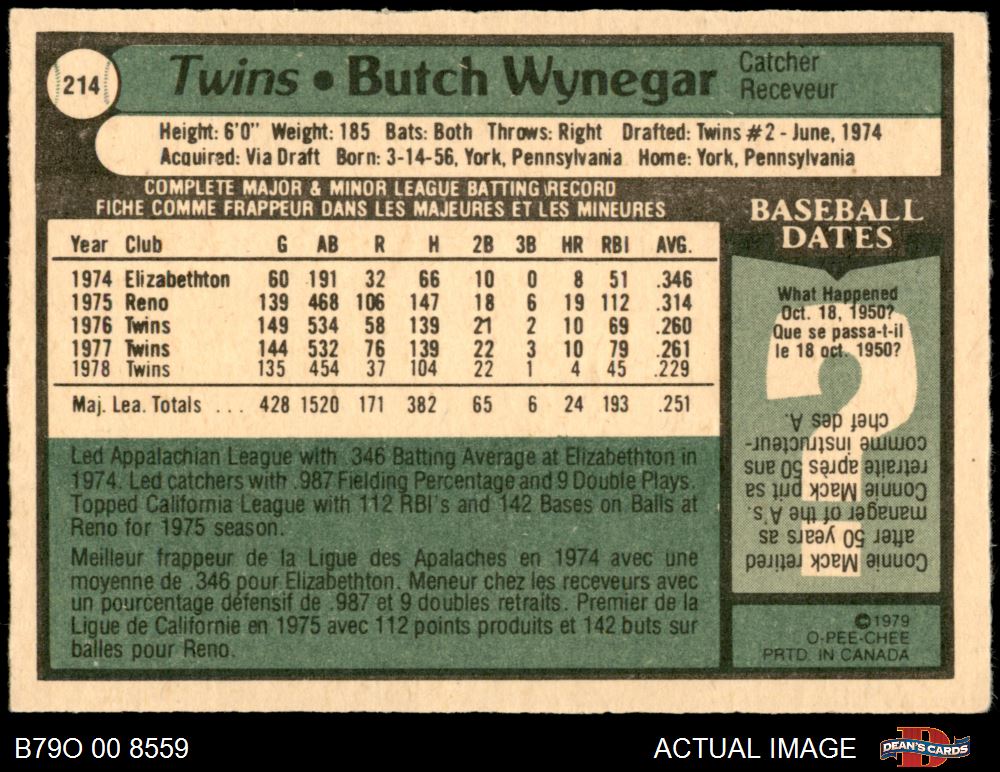 214
Twins • Butch Wynegar
Catcher
Receveur
Height: 6'0" Weight: 185 Bats: Both Throws: Right Drafted: Twins #2 - June, 1974
Acquired: Via Draft Born: 3-14-56, York, Pennsylvania Home: York, Pennsylvania
COMPLETE MAJOR & MINOR LEAGUE BATTING RECORD
FICHE COMME FRAPPEUR DANS LES MAJEURES ET LES MINEURES
Year Club G AB R H 2B 3B HR RBI AVG.
1974 Elizabethton 60 191 32 66 10 0 8 51 .346
1975 Reno 139 468 106 147 18 6 19 112 .314
1976 Twins 149 534 58 139 21 2 10 69 .260
1977 Twins 144 532 76 139 22 3 10 79 .261
1978 Twins 135 454 37 104 22 1 4 45 .229
Maj. Lea. Totals ... 428 1520 171 382 65 6 24 193 .251
Led Appalachian League with .346 Batting Average at Elizabethton in
1974. Led catchers with .987 Fielding Percentage and 9 Double Plays.
Topped California League with 112 RBI's and 142 Bases on Balls at
Reno for 1975 season.
Meilleur frappeur de la Ligue des Apalaches en 1974 avec une
moyenne de .346 pour Elizabethton. Meneur chez les receveurs avec
un pourcentage défensif de .987 et 9 doubles retraits. Premier de la
Ligue de Californie en 1975 avec 112 points produits et 142 buts sur
balles pour Reno.
BASEBALL
DATES
What Happened
Oct. 18, 1950?
Que se passa-t-il
le 18 oct. 1950?
Connie Mack retired
after 50 years as
manager of the A's.
Connie Mack prit sa
retraite après 50 ans
comme instructeur-
chef des A.
©1979
O-PEE-CHEE
PRTD. IN CANADA
B79O 00 8559
ACTUAL IMAGE
DEAN'S CARDS